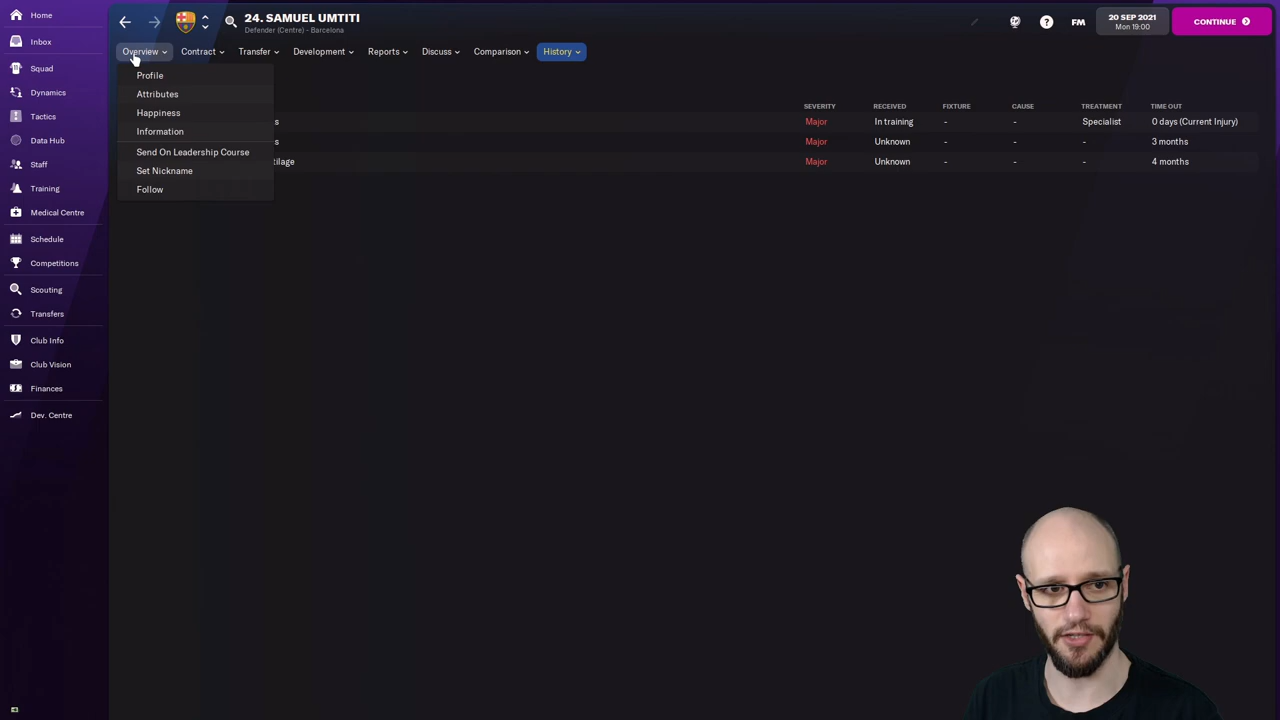 Home
24. SAMUEL UMTITI
Defender (Centre) - Barcelona
FM
20 SEP 2021
Mon 19:00
CONTINUE
Inbox
Squad
Dynamics
Tactics
Data Hub
Staff
Training
Medical Centre
Schedule
Competitions
Scouting
Transfers
Club Info
Club Vision
Finances
Dev. Centre
Overview
Contract
Transfer
Development
Reports
Discuss
Comparison
History
Profile
Attributes
Happiness
Information
Send On Leadership Course
Set Nickname
Follow
SEVERITY RECEIVED FIXTURE CAUSE TREATMENT TIME OUT
s Major In training - - Specialist 0 days (Current Injury)
s Major Unknown - - - 3 months
tilage Major Unknown - - - 4 months